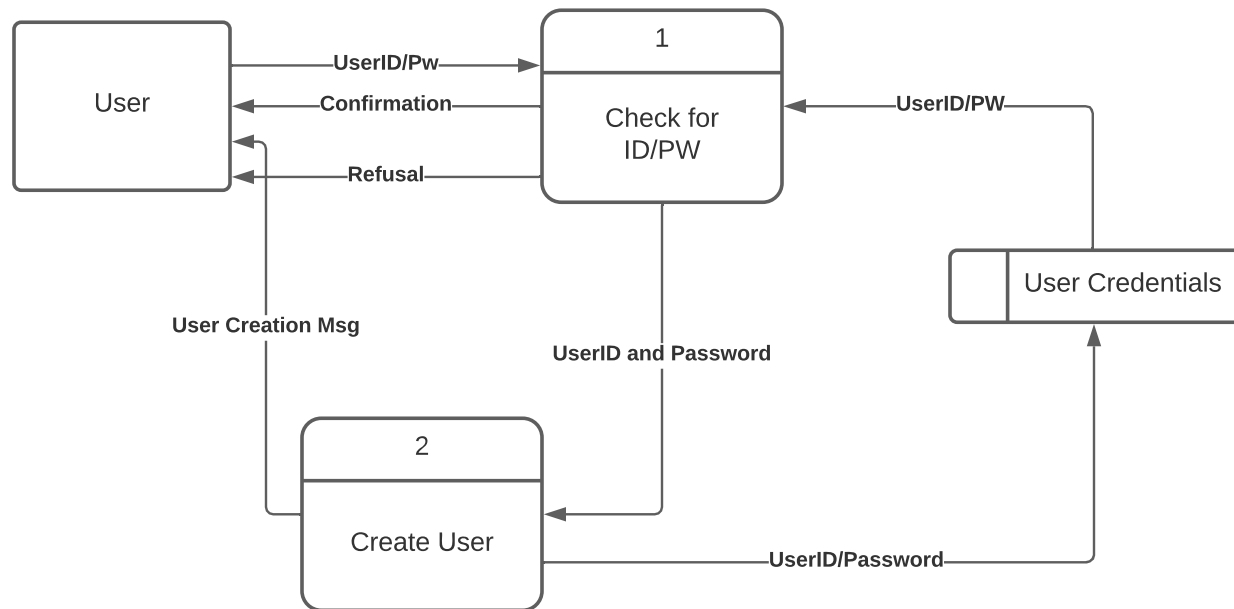 1
User
UserID/Pw
Confirmation
Refusal
Check for
ID/PW
UserID/PW
User Credentials
User Creation Msg
UserID and Password
2
Create User
UserID/Password